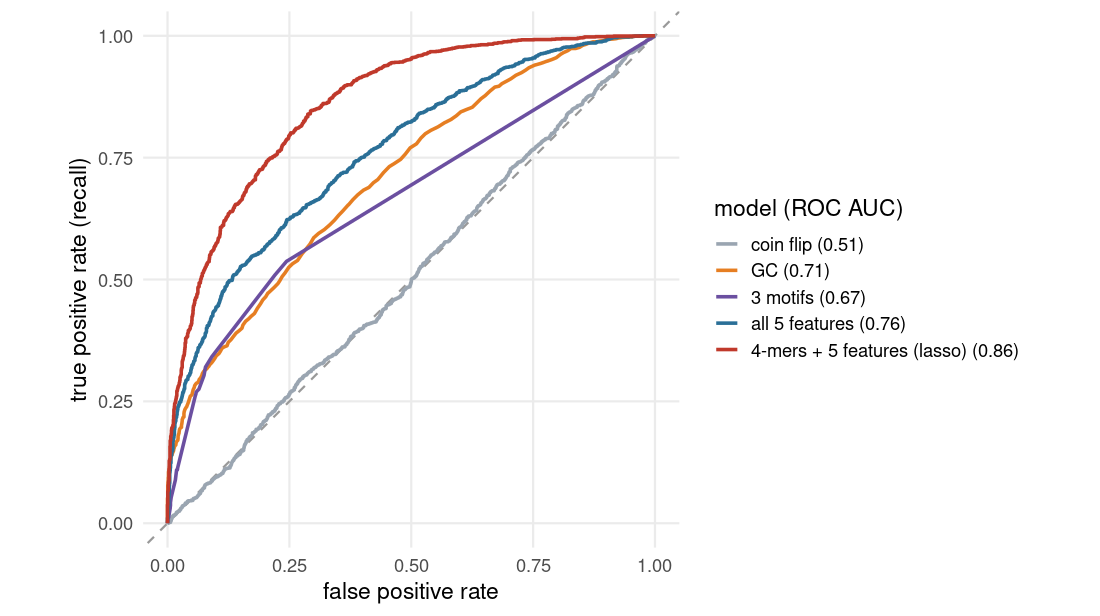 1.00
0.75
0.50
0.25
0.00
true positive rate (recall)
0.00 0.25 0.50 0.75 1.00
false positive rate
model (ROC AUC)
coin flip (0.51)
GC (0.71)
3 motifs (0.67)
all 5 features (0.76)
4-mers + 5 features (lasso) (0.86)